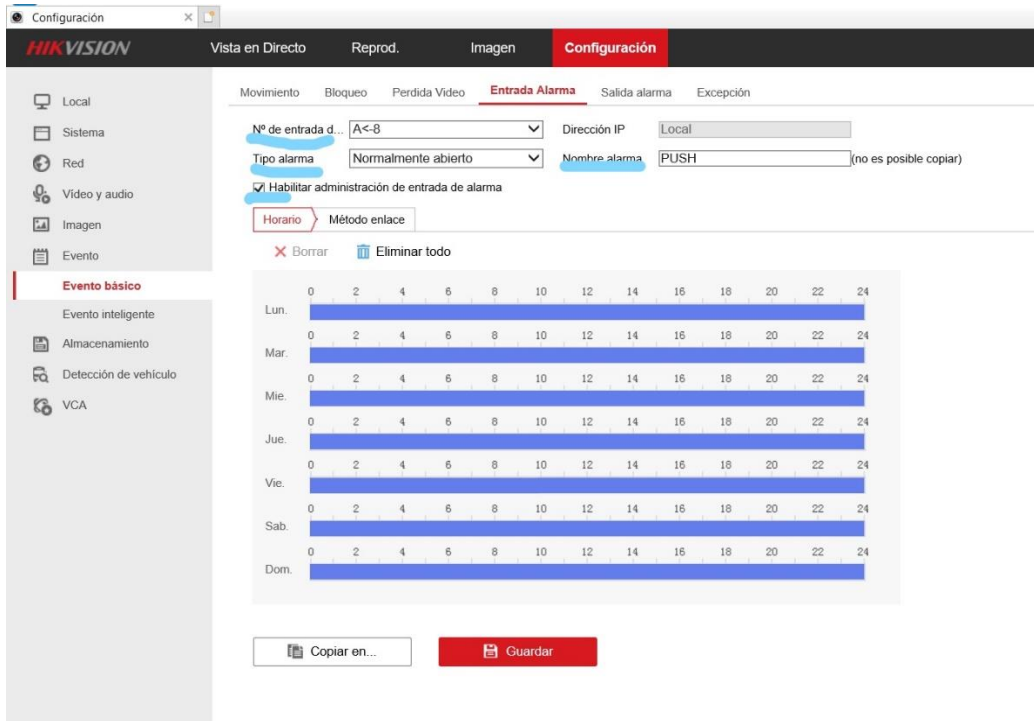 Configuración
HIKVISION
Vista en Directo Reprod. Imagen Configuración
Local
Sistema
Red
Vídeo y audio
Imagen
Evento
Evento básico
Evento inteligente
Almacenamiento
Detección de vehículo
VCA
Movimiento Bloqueo Perdida Video Entrada Alarma Salida alarma Excepción
Nº de entrada d... A<-8 Dirección IP Local
Tipo alarma Normalmente abierto Nombre alarma PUSH (no es posible copiar)
Habilitar administración de entrada de alarma
Horario Método enlace
Borrar Eliminar todo
0 2 4 6 8 10 12 14 16 18 20 22 24
Lun.
0 2 4 6 8 10 12 14 16 18 20 22 24
Mar.
0 2 4 6 8 10 12 14 16 18 20 22 24
Mie.
0 2 4 6 8 10 12 14 16 18 20 22 24
Jue.
0 2 4 6 8 10 12 14 16 18 20 22 24
Vie.
0 2 4 6 8 10 12 14 16 18 20 22 24
Sab.
0 2 4 6 8 10 12 14 16 18 20 22 24
Dom.
Copiar en... Guardar